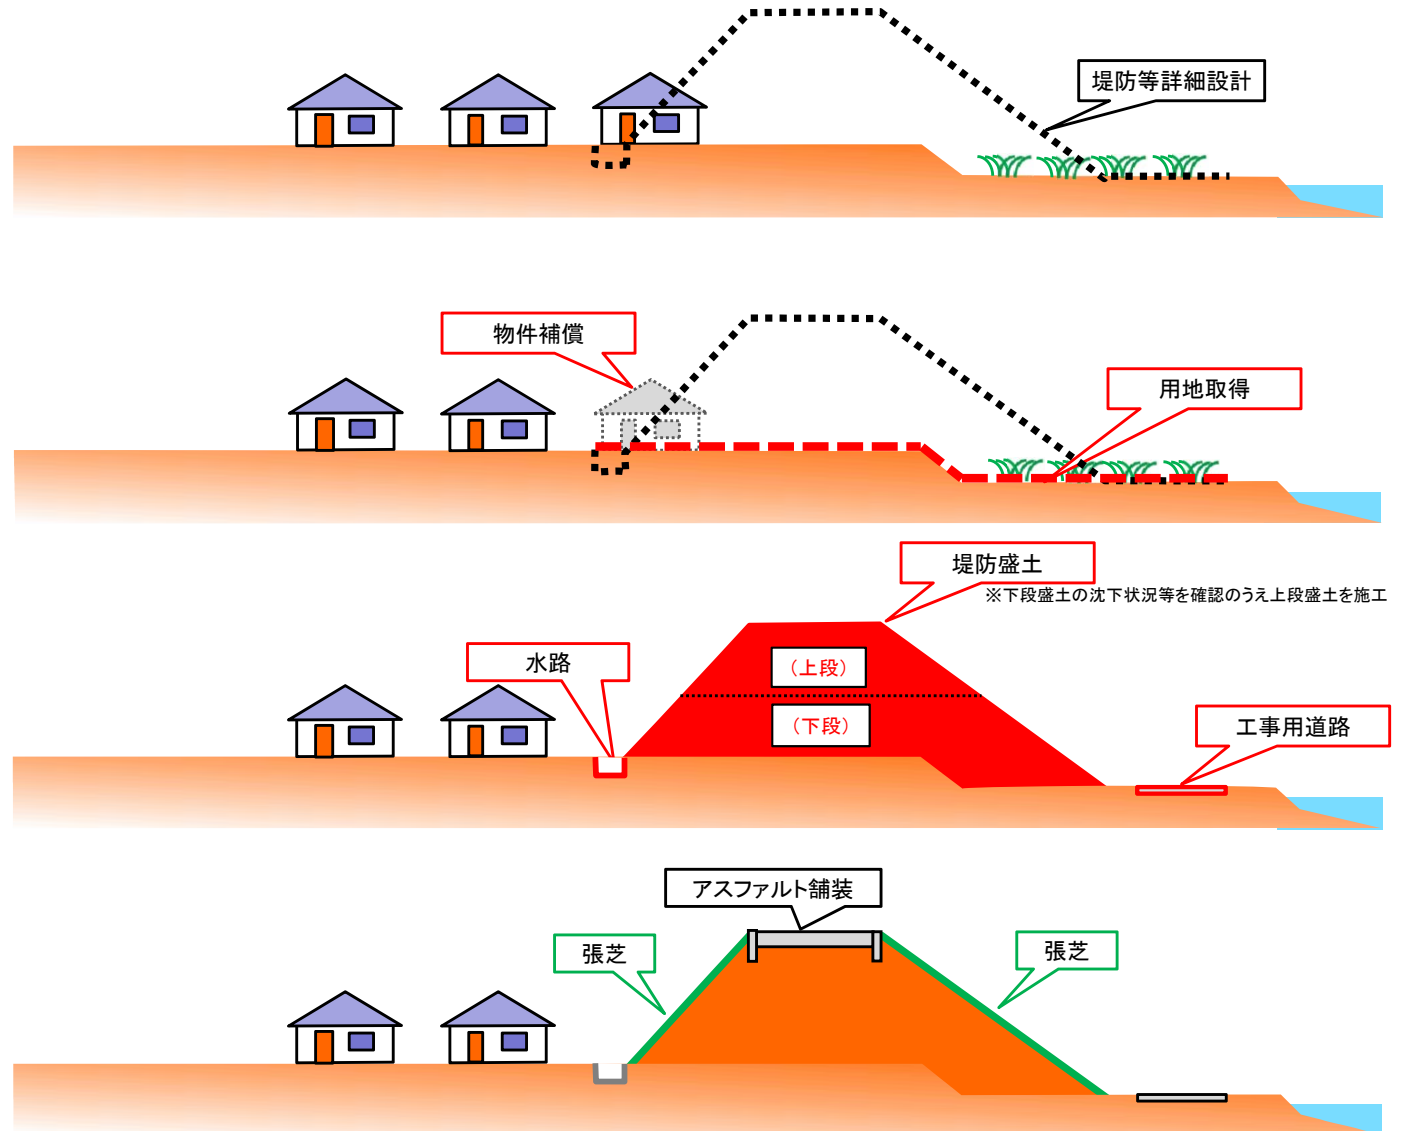 堤防等詳細設計
物件補償
用地取得
堤防盛土
※下段盛土の沈下状況等を確認のうえ上段盛土を施工
水路
（上段）
（下段）
工事用道路
アスファルト舗装
張芝
張芝